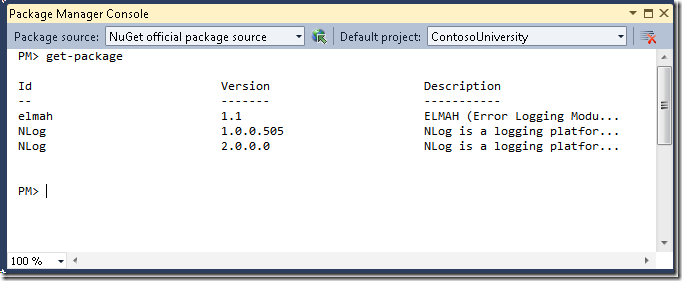 Package Manager Console
Package source: NuGet official package source Default project: ContosoUniversity
PM> get-package
Id Version Description
-- ------- -----------
elmah 1.1 ELMAH (Error Logging Modu...
NLog 1.0.0.505 NLog is a logging platfor...
NLog 2.0.0.0 NLog is a logging platfor...
PM>
100 %